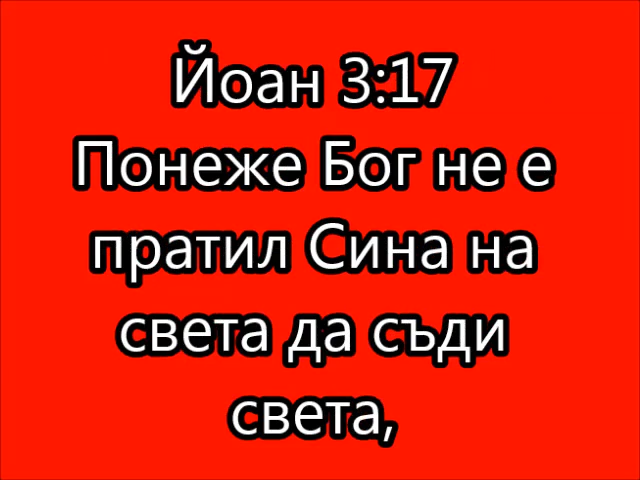 Йоан 3:17
Понеже Бог не е
пратил Сина на
света да съди
света,